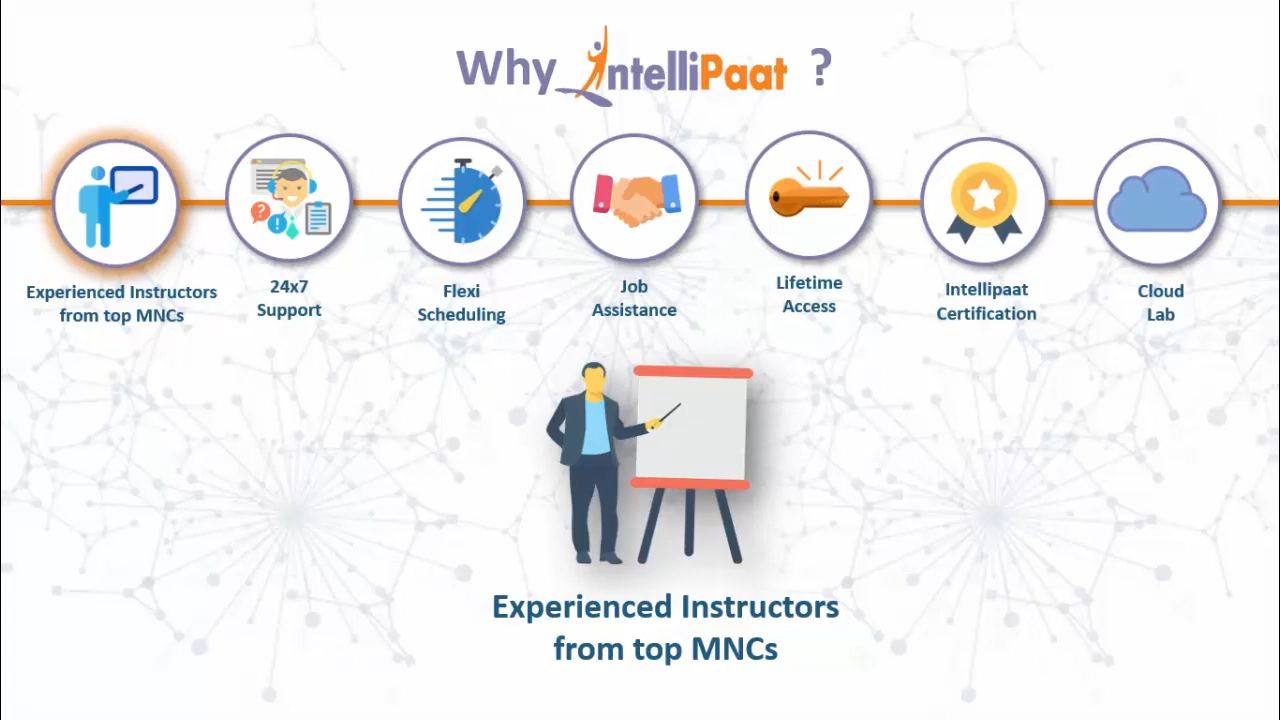 Why IntelliPaat ?
Experienced Instructors
from top MNCs
24x7
Support
Flexi
Scheduling
Job
Assistance
Lifetime
Access
Intellipaat
Certification
Cloud
Lab
Experienced Instructors
from top MNCs